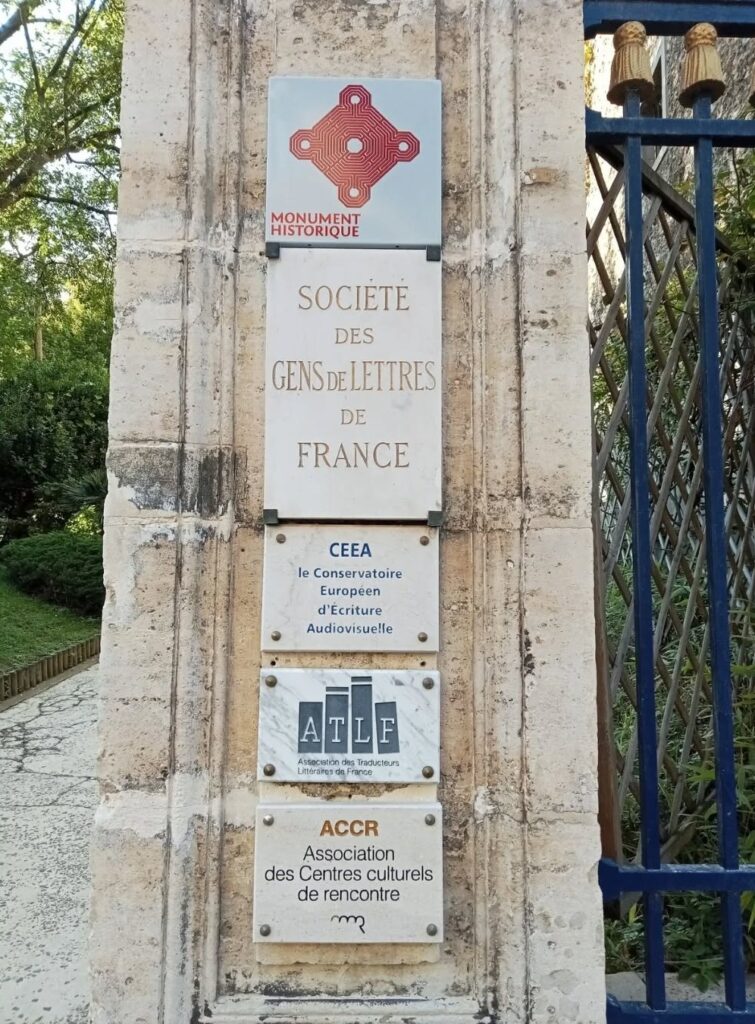 MONUMENT
HISTORIQUE
SOCIÉTÉ
DES
GENS DE LETTRES
DE
FRANCE
CEEA
le Conservatoire
Européen
d'Écriture
Audiovisuelle
ATLF
Association des Traducteurs
Littéraires de France
ACCR
Association
des Centres culturels
de rencontre